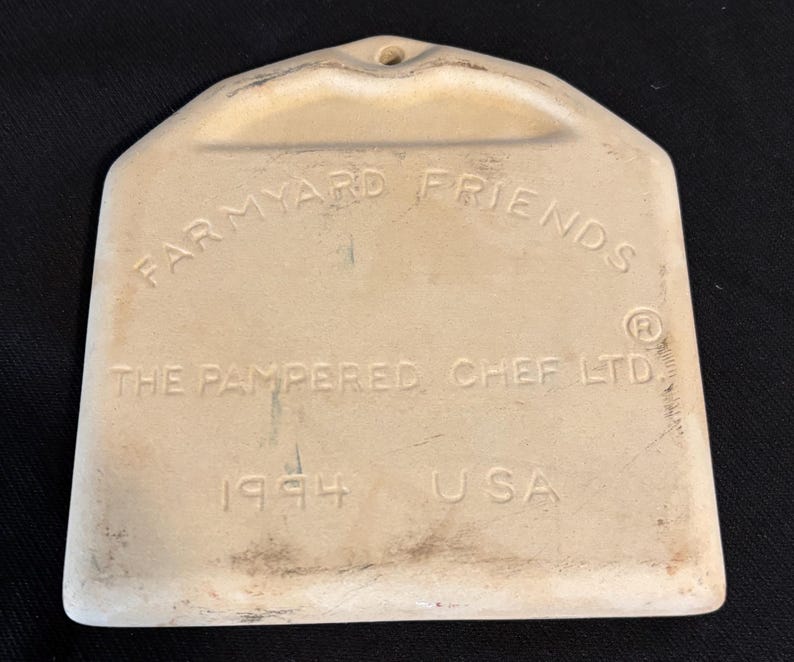 FARMYARD FRIENDS
THE PAMPERED CHEF LTD.®
1994 USA